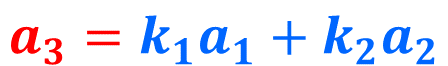 a₃ = k₁a₁ + k₂a₂